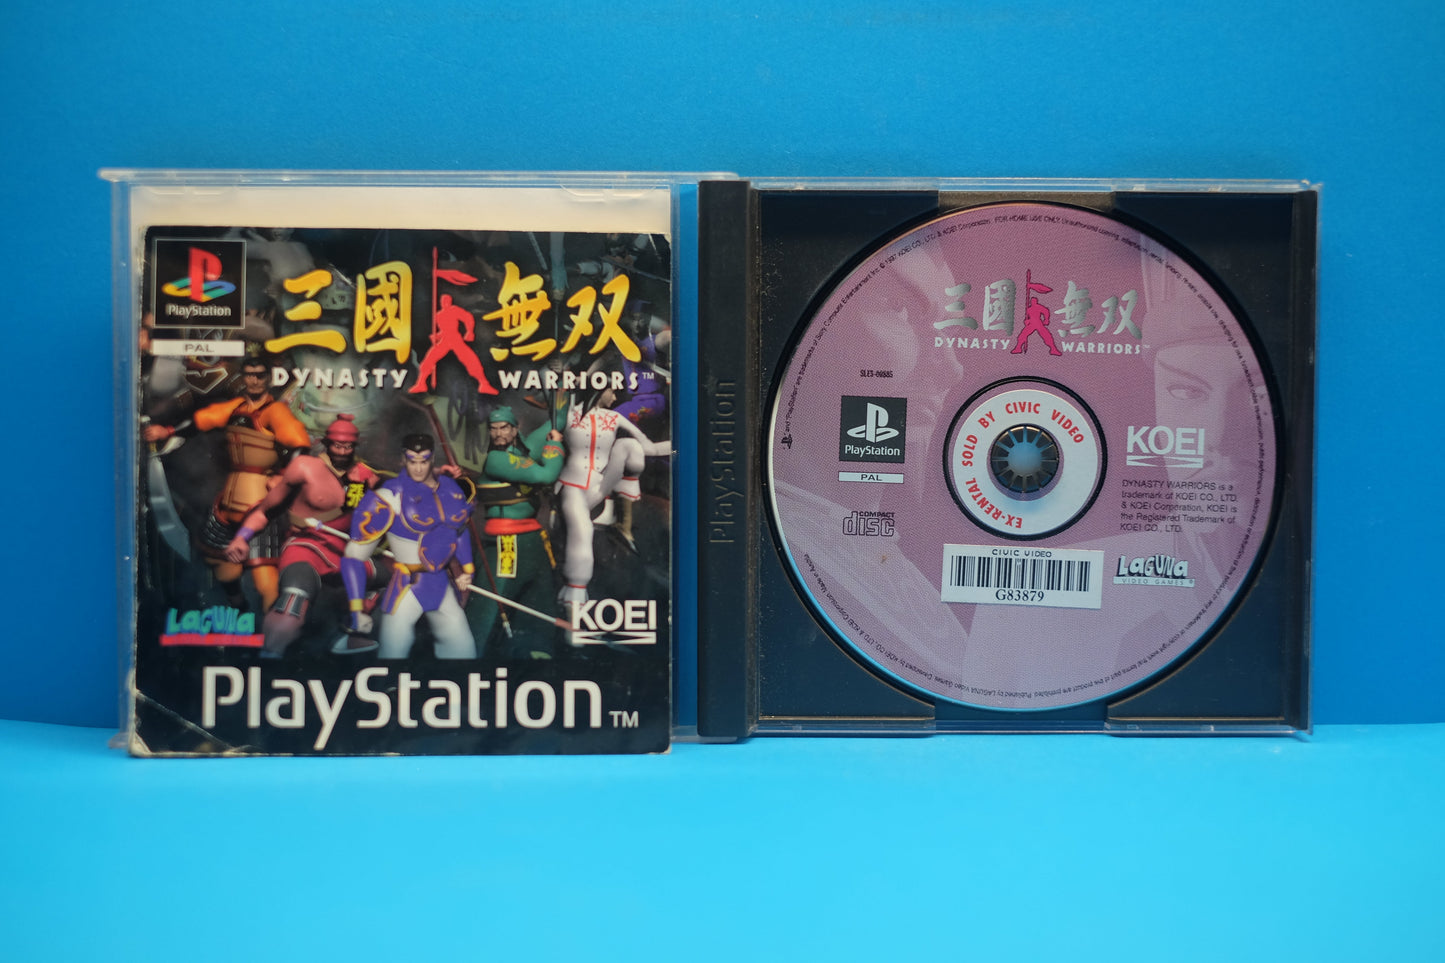 PlayStation
PAL
三國無双
DYNASTY WARRIORS™
LAGUNA
KOEI
PlayStation™
PlayStation
三國無双
DYNASTY WARRIORS™
SLES-00885
PlayStation
PAL
COMPACT
disc
EX-RENTAL SOLD BY CIVIC VIDEO
KOEI
DYNASTY WARRIORS is a
trademark of KOEI CO., LTD.
& KOEI Corporation, KOEI is
the Registered Trademark of
KOEI CO., LTD.
CIVIC VIDEO
G83879
LAGUNA
VIDEO GAMES ®